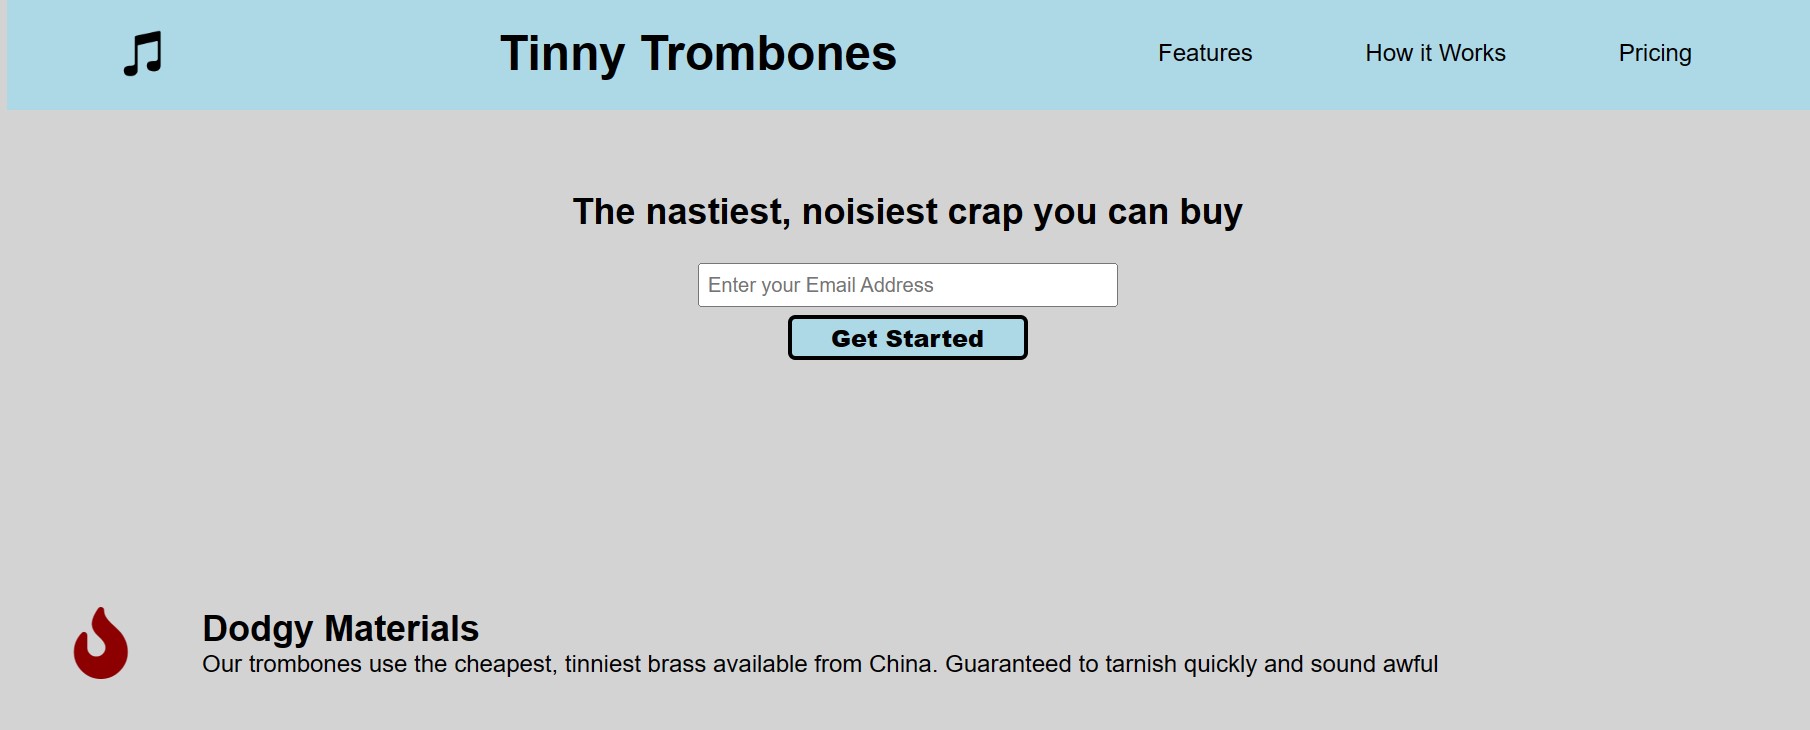 Tinny Trombones
Features
How it Works
Pricing
The nastiest, noisiest crap you can buy
Enter your Email Address
Get Started
Dodgy Materials
Our trombones use the cheapest, tinniest brass available from China. Guaranteed to tarnish quickly and sound awful